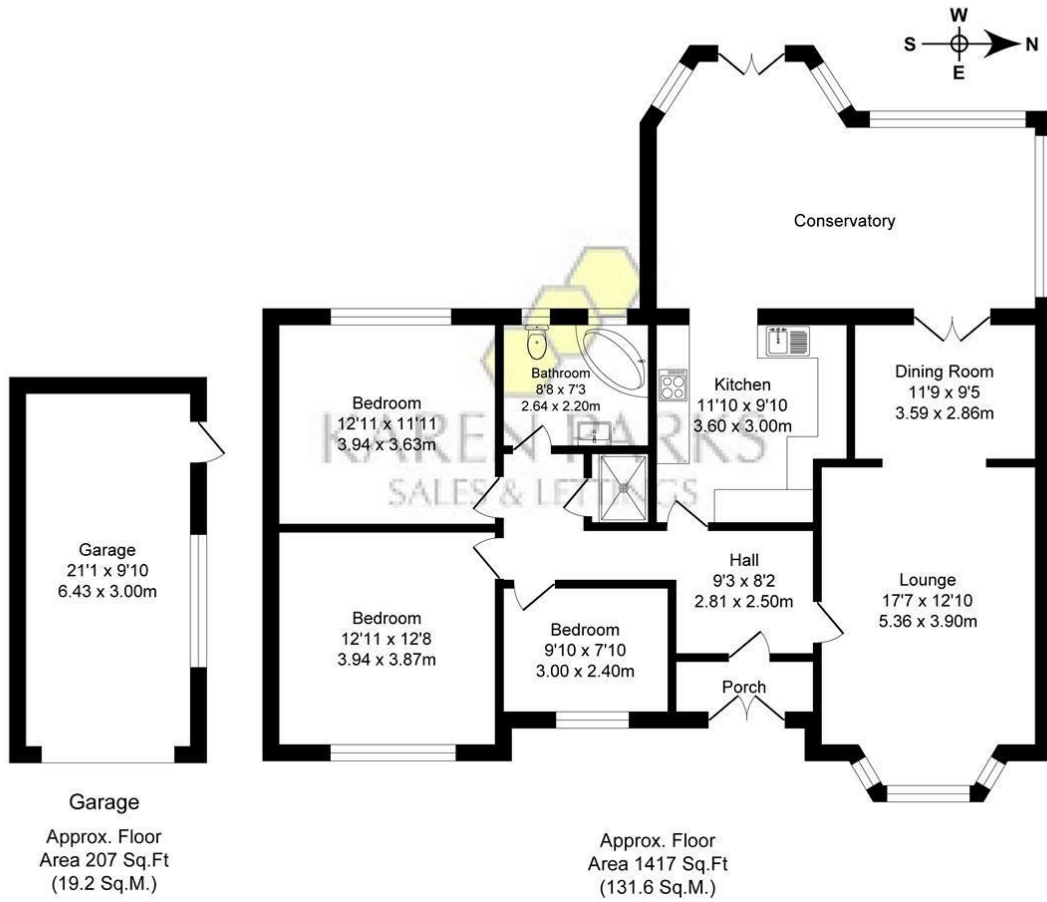 W
S N
E
Conservatory
Bedroom
12'11 x 11'11
3.94 x 3.63m
Bathroom
8'8 x 7'3
2.64 x 2.20m
Kitchen
11'10 x 9'10
3.60 x 3.00m
Dining Room
11'9 x 9'5
3.59 x 2.86m
KAREN PARKS
SALES & LETTINGS
Garage
21'1 x 9'10
6.43 x 3.00m
Bedroom
12'11 x 12'8
3.94 x 3.87m
Bedroom
9'10 x 7'10
3.00 x 2.40m
Hall
9'3 x 8'2
2.81 x 2.50m
Lounge
17'7 x 12'10
5.36 x 3.90m
Porch
Garage
Approx. Floor
Area 207 Sq.Ft
(19.2 Sq.M.)
Approx. Floor
Area 1417 Sq.Ft
(131.6 Sq.M.)